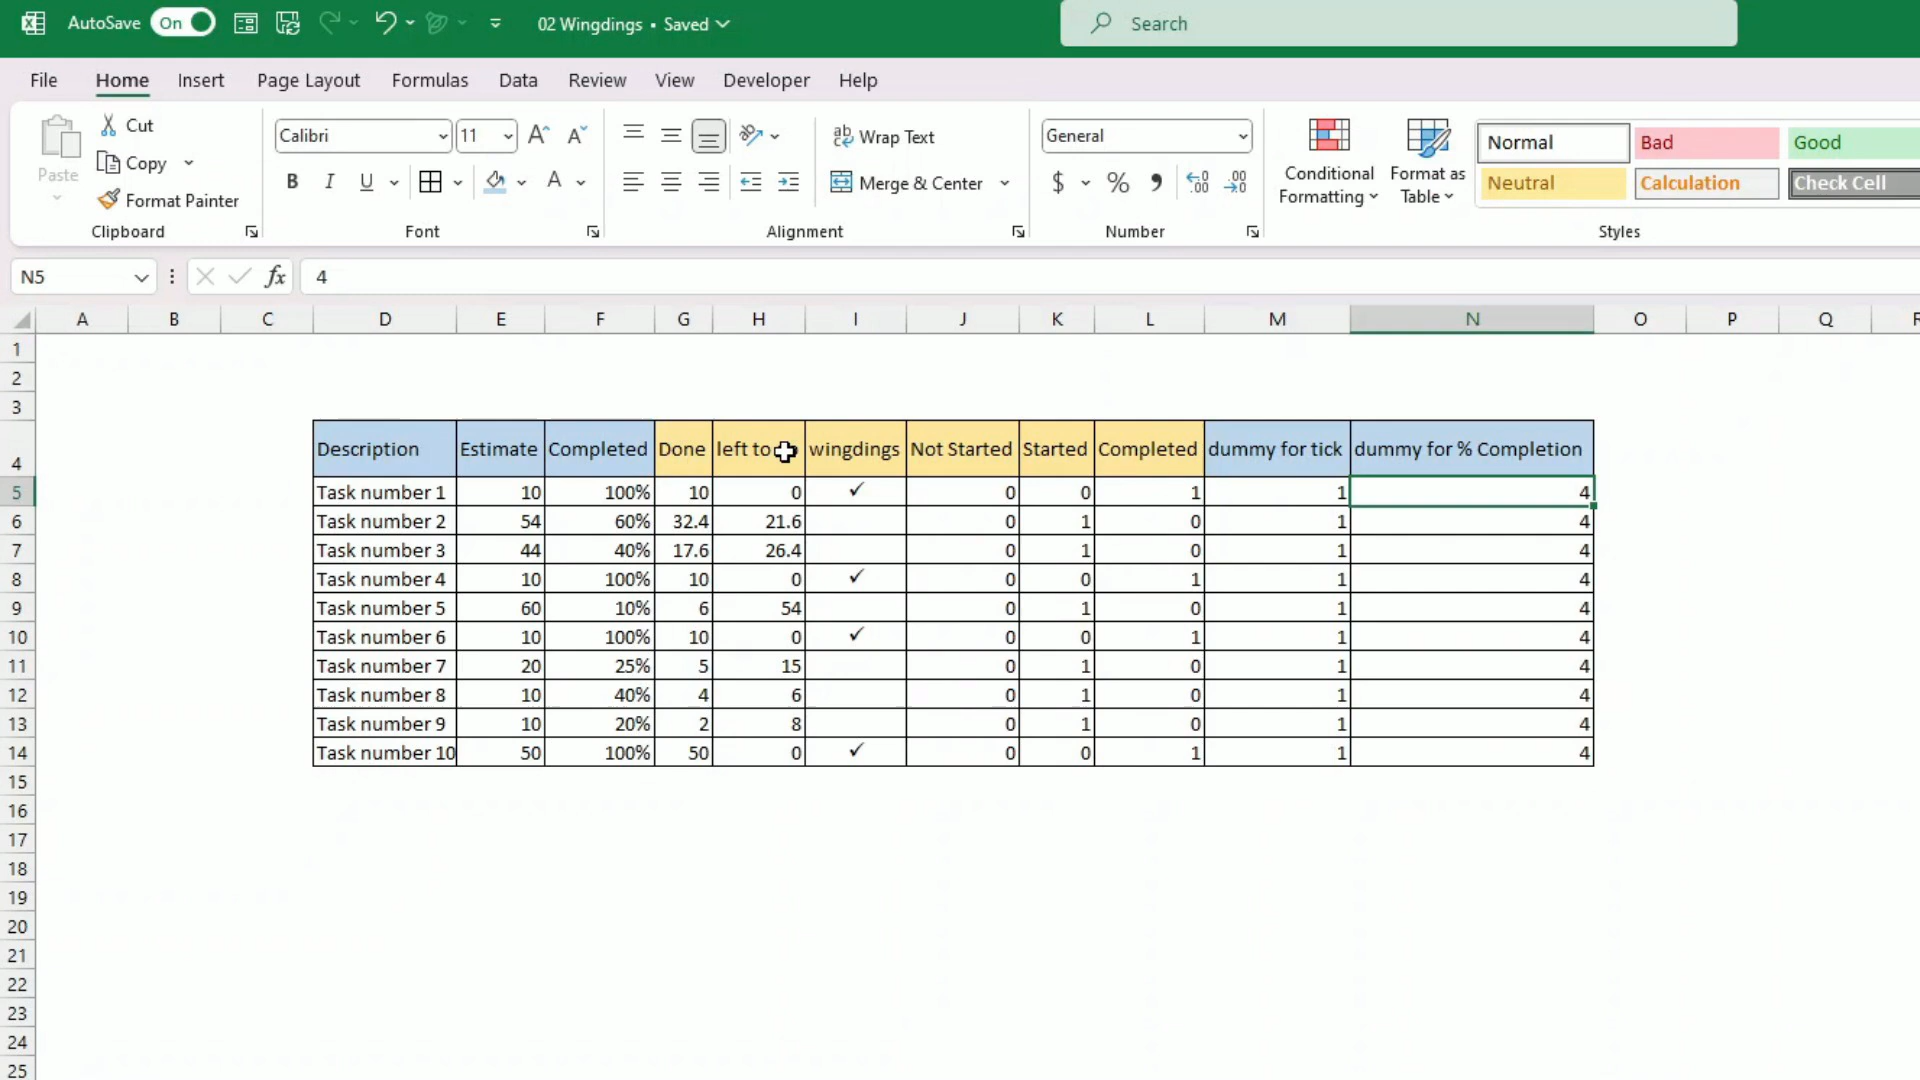 AutoSave On 02 Wingdings • Saved Search
File Home Insert Page Layout Formulas Data Review View Developer Help
Paste
Cut
Copy
Format Painter
Clipboard
Calibri 11
B I U A
Font
Wrap Text
Merge & Center
Alignment
General
$ % 9 .00
Number
Conditional Formatting
Format as Table
Normal Bad Good
Neutral Calculation Check Cell
Styles
N5 fx 4
A B C D E F G H I J K L M N O P Q
1
2
3
4 Description Estimate Completed Done left to wingdings Not Started Started Completed dummy for tick dummy for % Completion
5 Task number 1 10 100% 10 0 ✓ 0 0 1 1 4
6 Task number 2 54 60% 32.4 21.6 0 1 0 1 4
7 Task number 3 44 40% 17.6 26.4 0 1 0 1 4
8 Task number 4 10 100% 10 0 ✓ 0 0 1 1 4
9 Task number 5 60 10% 6 54 0 1 0 1 4
10 Task number 6 10 100% 10 0 ✓ 0 0 1 1 4
11 Task number 7 20 25% 5 15 0 1 0 1 4
12 Task number 8 10 40% 4 6 0 1 0 1 4
13 Task number 9 10 20% 2 8 0 1 0 1 4
14 Task number 10 50 100% 50 0 ✓ 0 0 1 1 4
15
16
17
18
19
20
21
22
23
24
25